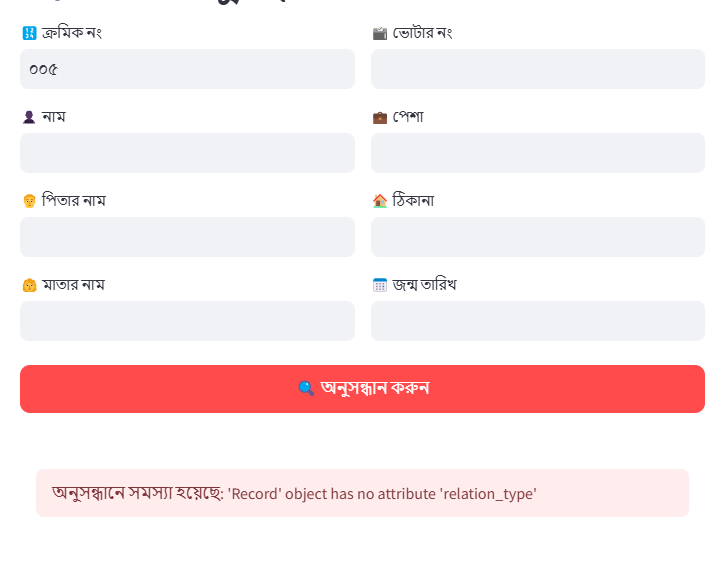 ক্রমিক নং
ভোটার নং
০০৫
নাম
পেশা
পিতার নাম
ঠিকানা
মাতার নাম
জন্ম তারিখ
অনুসন্ধান করুন
অনুসন্ধানে সমস্যা হয়েছে: 'Record' object has no attribute 'relation_type'